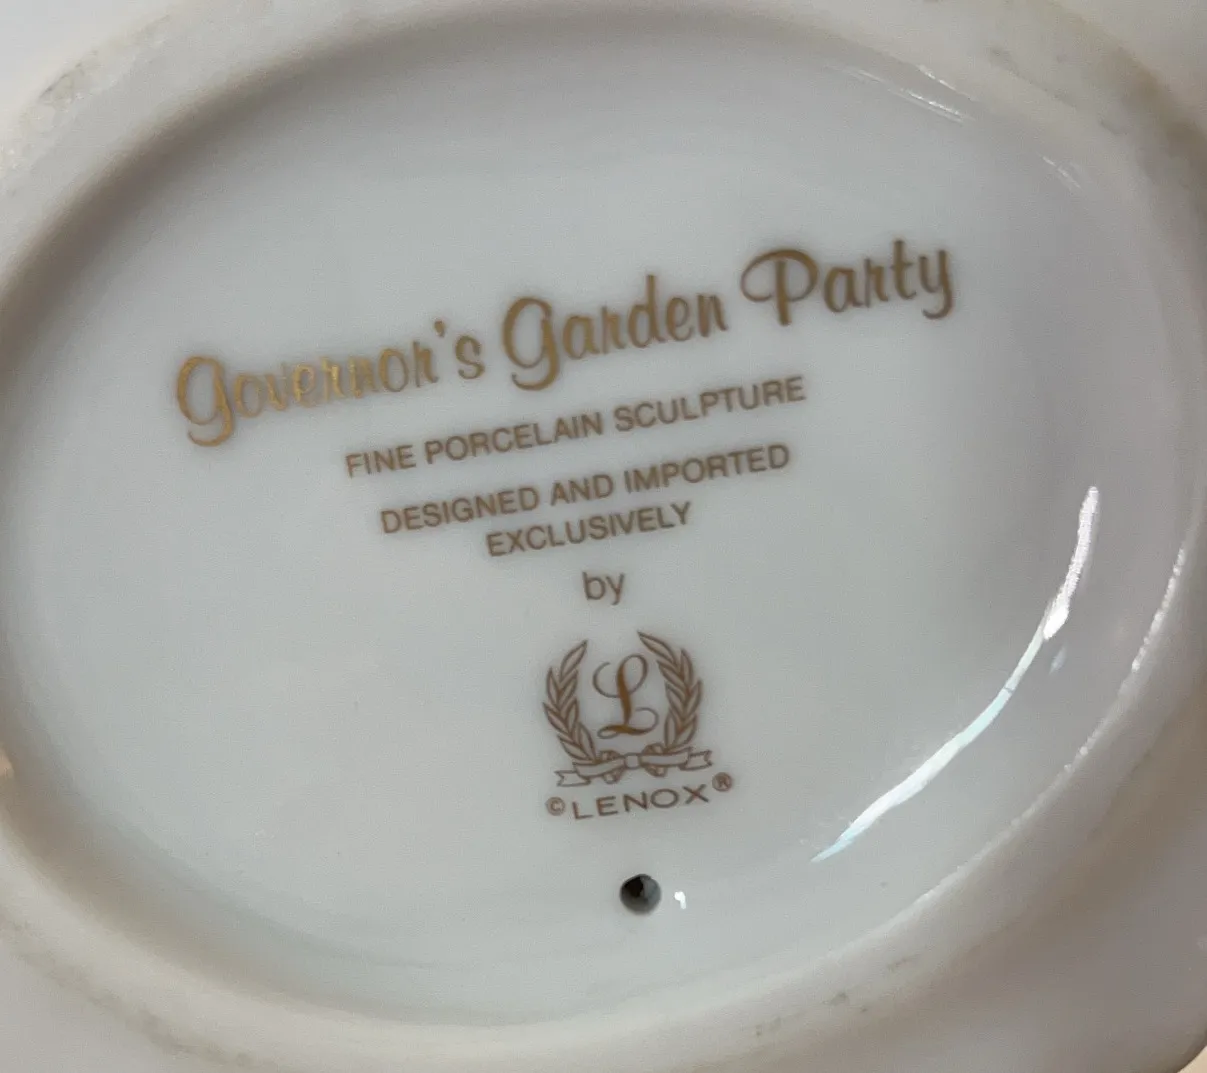 Governor's Garden Party
FINE PORCELAIN SCULPTURE
DESIGNED AND IMPORTED
EXCLUSIVELY
by
L
©LENOX®